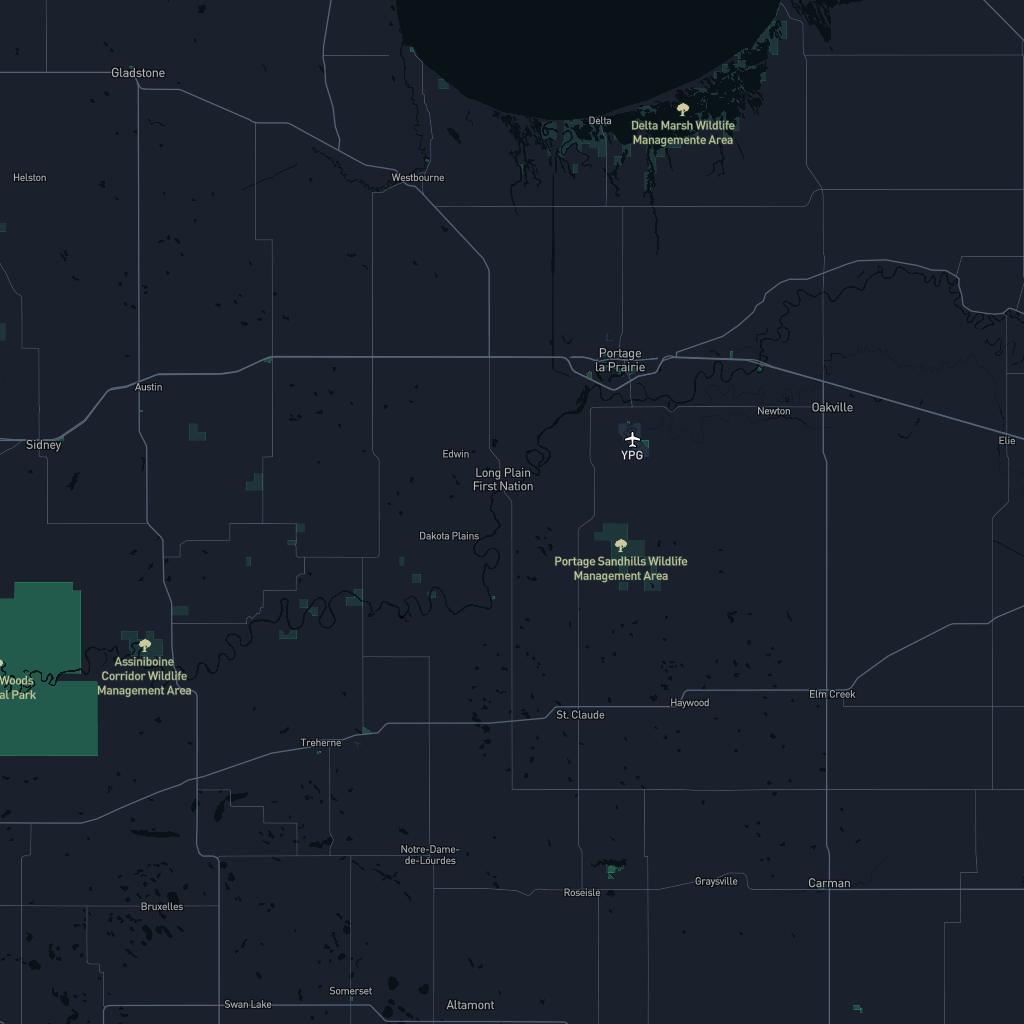 Gladstone
Delta
Delta Marsh Wildlife
Managemente Area
Helston
Westbourne
Portage
la Prairie
Austin
Newton
Oakville
Sidney
Elie
Edwin
YPG
Long Plain
First Nation
Dakota Plains
Portage Sandhills Wildlife
Management Area
Assiniboine
Corridor Wildlife
Management Area
Woods
al Park
Elm Creek
Haywood
St. Claude
Treherne
Notre-Dame-
de-Lourdes
Graysville
Carman
Roseisle
Bruxelles
Somerset
Swan Lake
Altamont